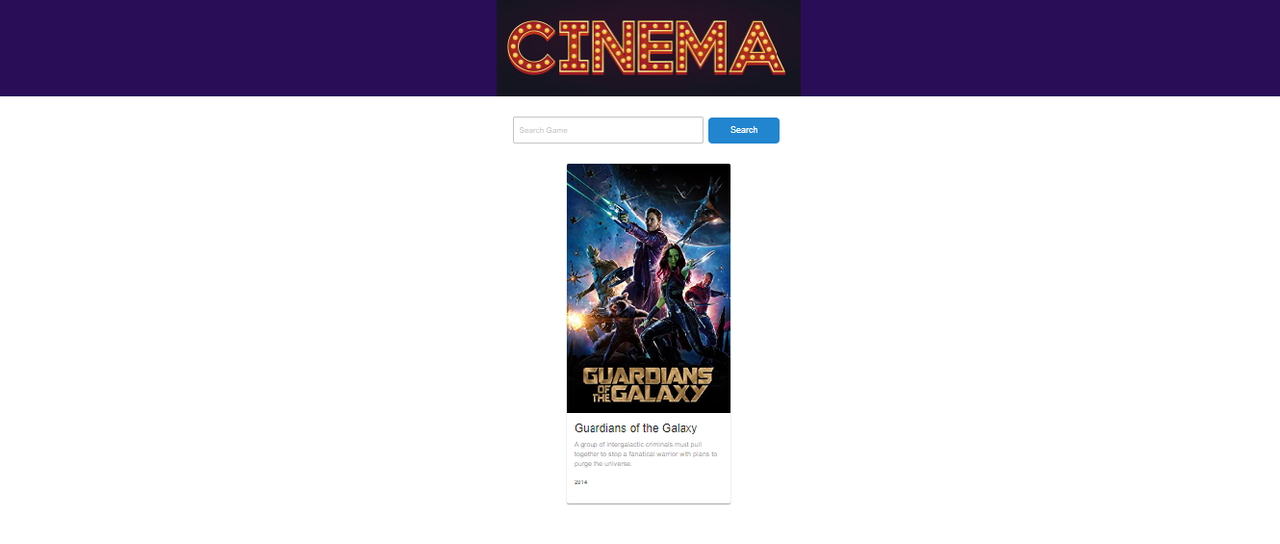 CINEMA
Search Game
Search
GUARDIANS
OF THE GALAXY
Guardians of the Galaxy
A group of intergalactic criminals must pull
together to stop a fanatical warrior with plans to
purge the universe.
2014